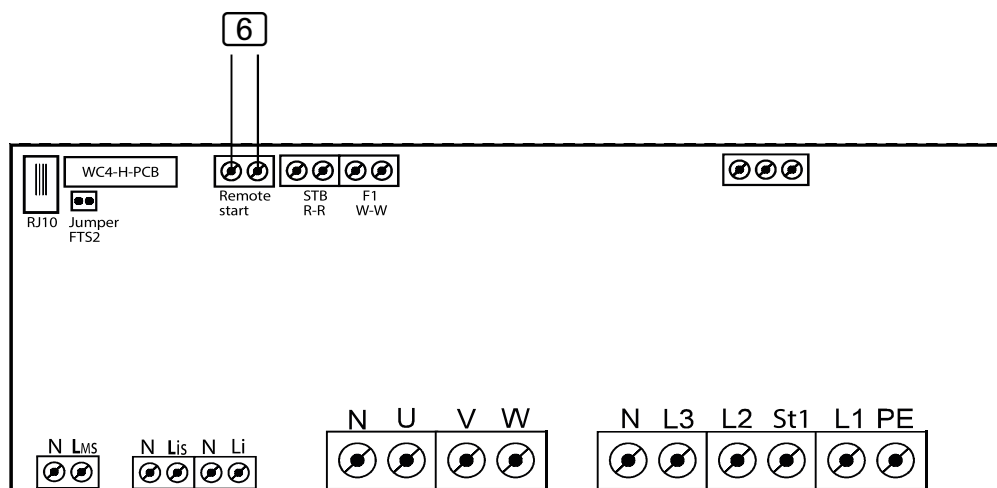 6
WC4-H-PCB
RJ10
Jumper
FTS2
Remote
start
STB
R-R
F1
W-W
N LMS
N Lis N Li
N U V W
N L3 L2 St1 L1 PE